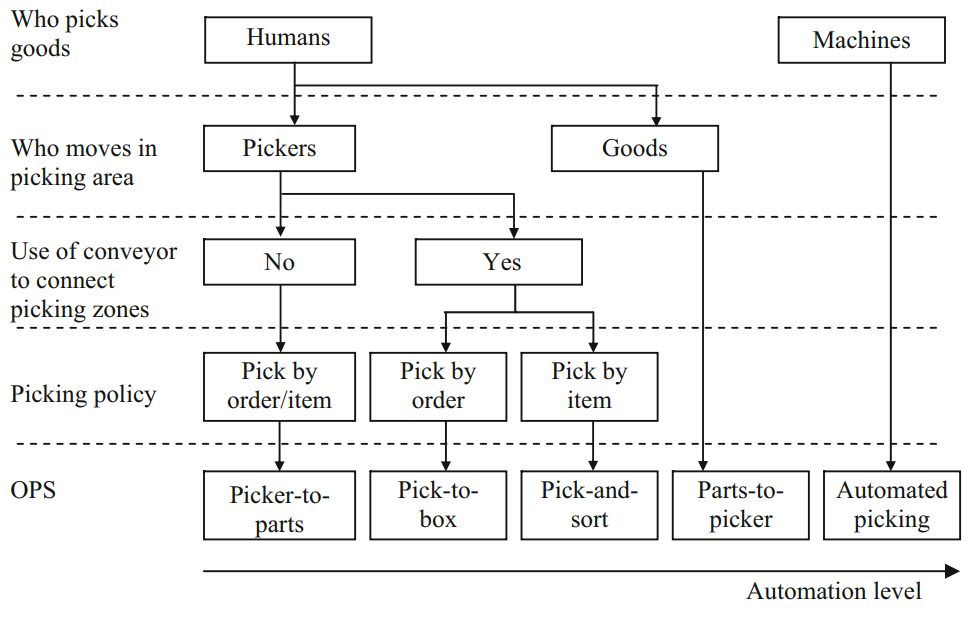 Who picks
goods
Humans
Machines
Who moves in
picking area
Pickers
Goods
Use of conveyor
to connect
picking zones
No
Yes
Picking policy
Pick by
order/item
Pick by
order
Pick by
item
OPS
Picker-to-
parts
Pick-to-
box
Pick-and-
sort
Parts-to-
picker
Automated
picking
Automation level